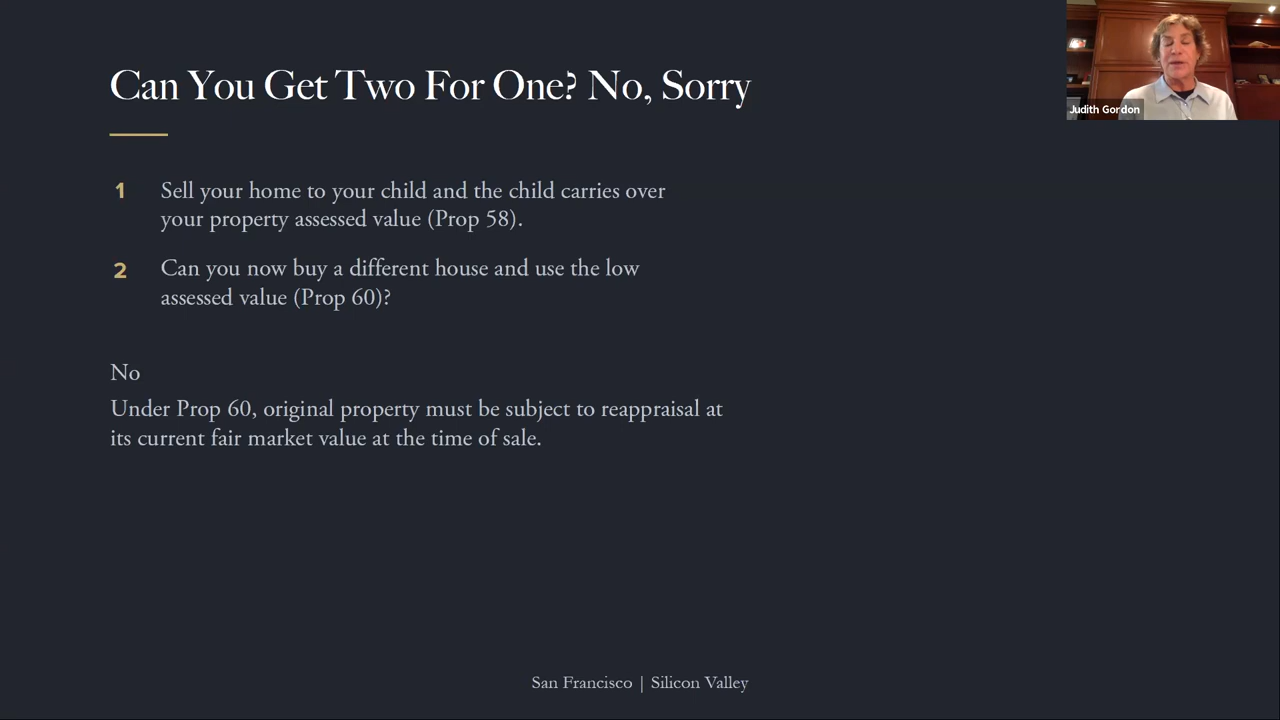 Can You Get Two For One? No, Sorry
Judith Gordon
1 Sell your home to your child and the child carries over
your property assessed value (Prop 58).
2 Can you now buy a different house and use the low
assessed value (Prop 60)?
No
Under Prop 60, original property must be subject to reappraisal at
its current fair market value at the time of sale.
San Francisco | Silicon Valley